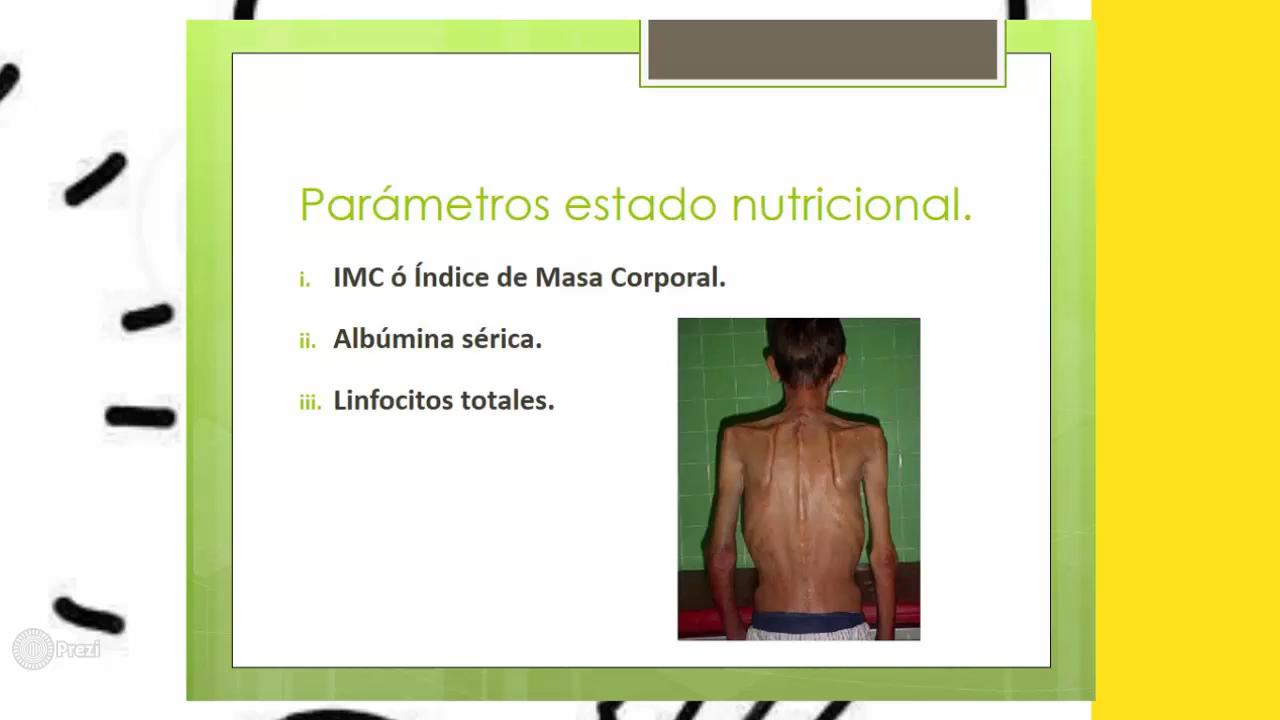 Parámetros estado nutricional.
i. IMC ó Índice de Masa Corporal.
ii. Albúmina sérica.
iii. Linfocitos totales.
Prezi